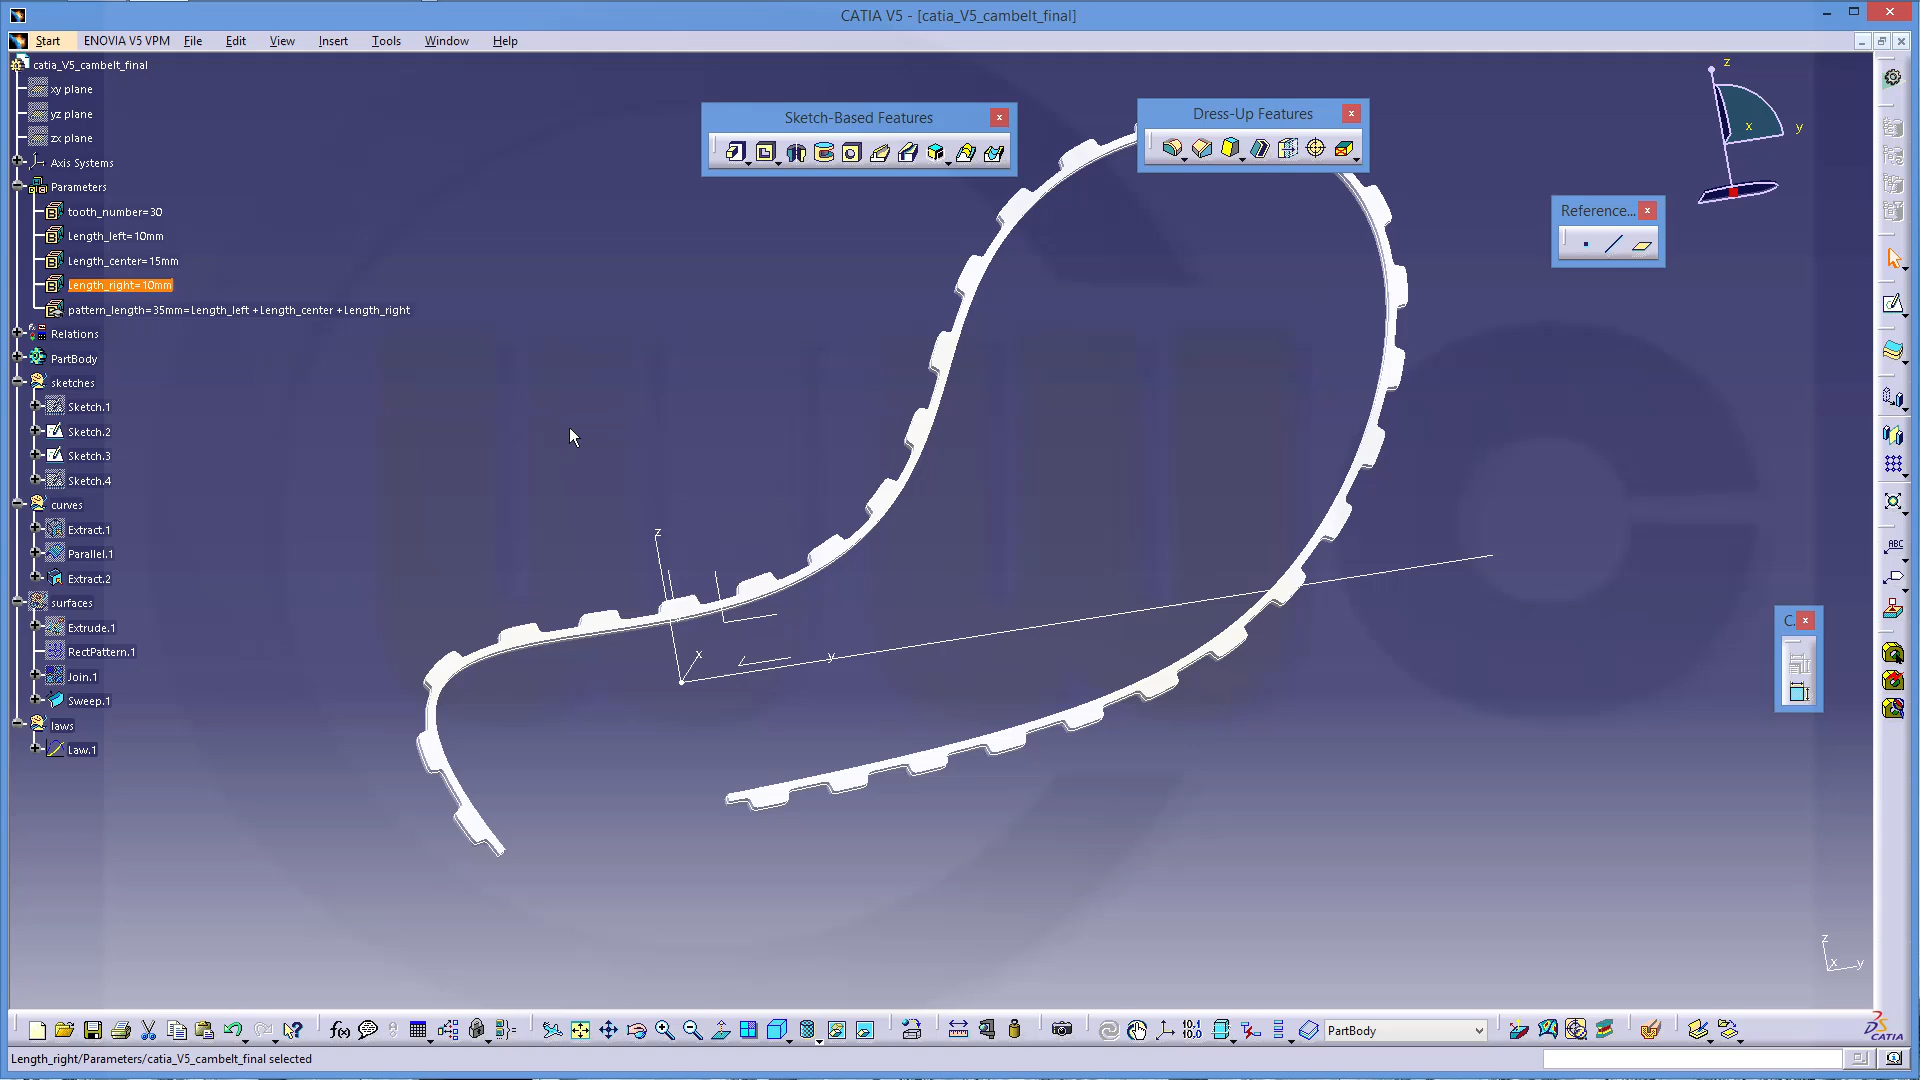 CATIA V5 - [catia_V5_cambelt_final]
Start ENOVIA V5 VPM File Edit View Insert Tools Window Help
catia_V5_cambelt_final
xy plane
yz plane
zx plane
Axis Systems
Parameters
tooth_number=30
Length_left=10mm
Length_center=15mm
Length_right=10mm
pattern_length=35mm=Length_left +Length_center +Length_right
Relations
PartBody
sketches
Sketch.1
Sketch.2
Sketch.3
Sketch.4
curves
Extract.1
Parallel.1
Extract.2
surfaces
Extrude.1
RectPattern.1
Join.1
Sweep.1
laws
Law.1
Sketch-Based Features
Dress-Up Features
Reference...
C.
z
x
y
z
x
y
z
x
y
ABC
f(x)
10:1
PartBody
CATIA
Length_right/Parameters/catia_V5_cambelt_final selected